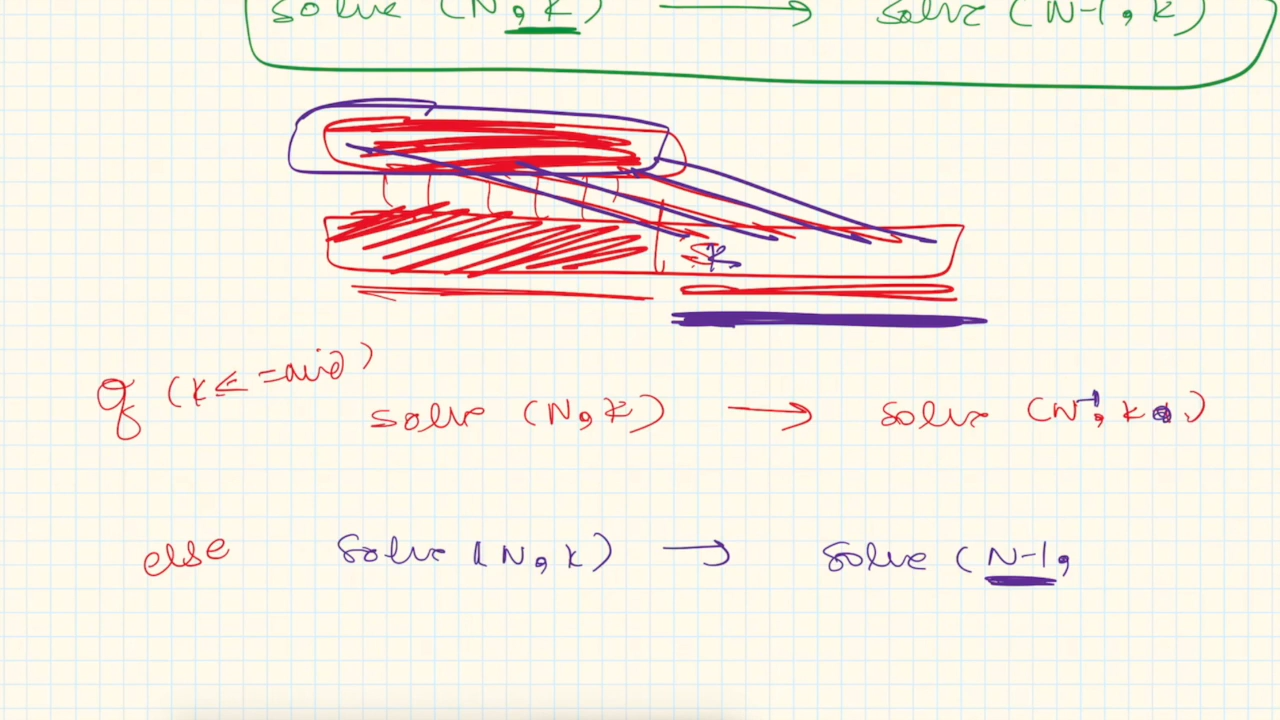 solve (N, k) → solve (N-1, k)
k
if (k <= mid)
solve (N, k) → solve (N-1, k)
else solve (N, k) → solve (N-1,